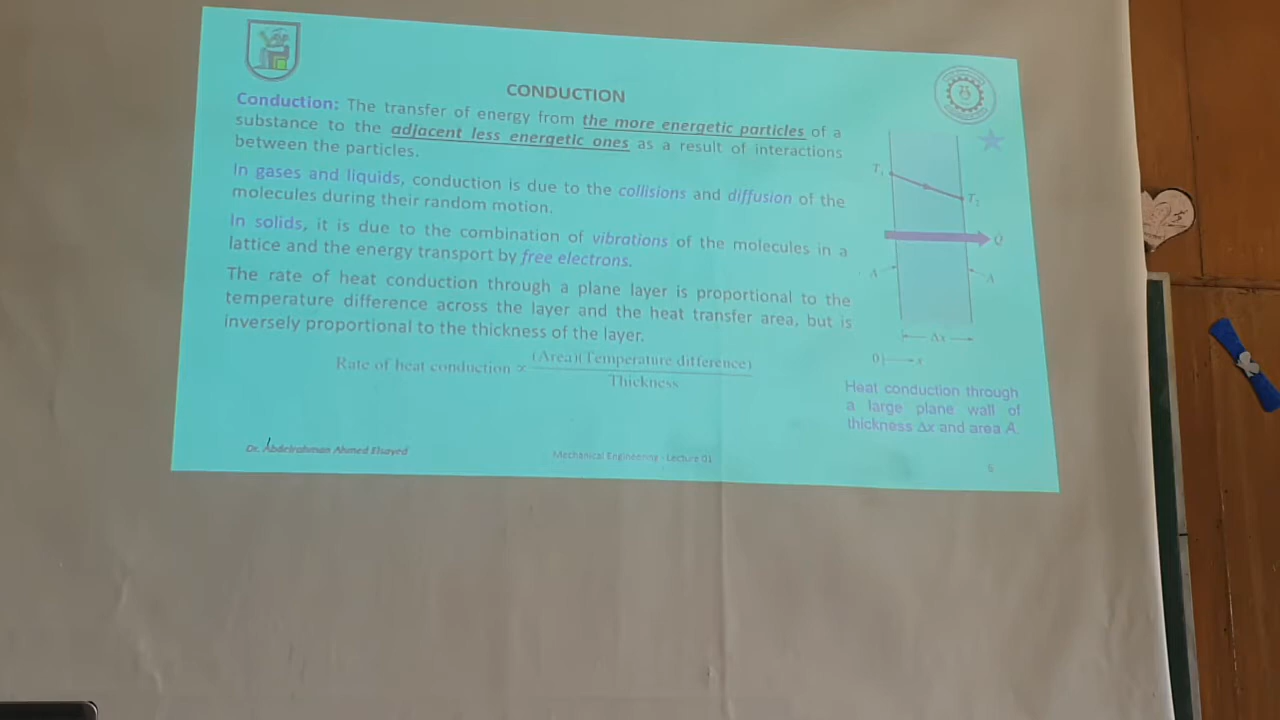 CONDUCTION
Conduction: The transfer of energy from the more energetic particles of a
substance to the adjacent less energetic ones as a result of interactions
between the particles.
In gases and liquids, conduction is due to the collisions and diffusion of the
molecules during their random motion.
In solids, it is due to the combination of vibrations of the molecules in a
lattice and the energy transport by free electrons.
The rate of heat conduction through a plane layer is proportional to the
temperature difference across the layer and the heat transfer area, but is
inversely proportional to the thickness of the layer.
Rate of heat conduction ∝ (Area)(Temperature difference)
Thickness
T₁
T₂
Q̇
A
A
Δx
0
x
Heat conduction through
a large plane wall of
thickness Δx and area A.
Dr. Abdelrahman Ahmed Elsayed
Mechanical Engineering - Lecture 01